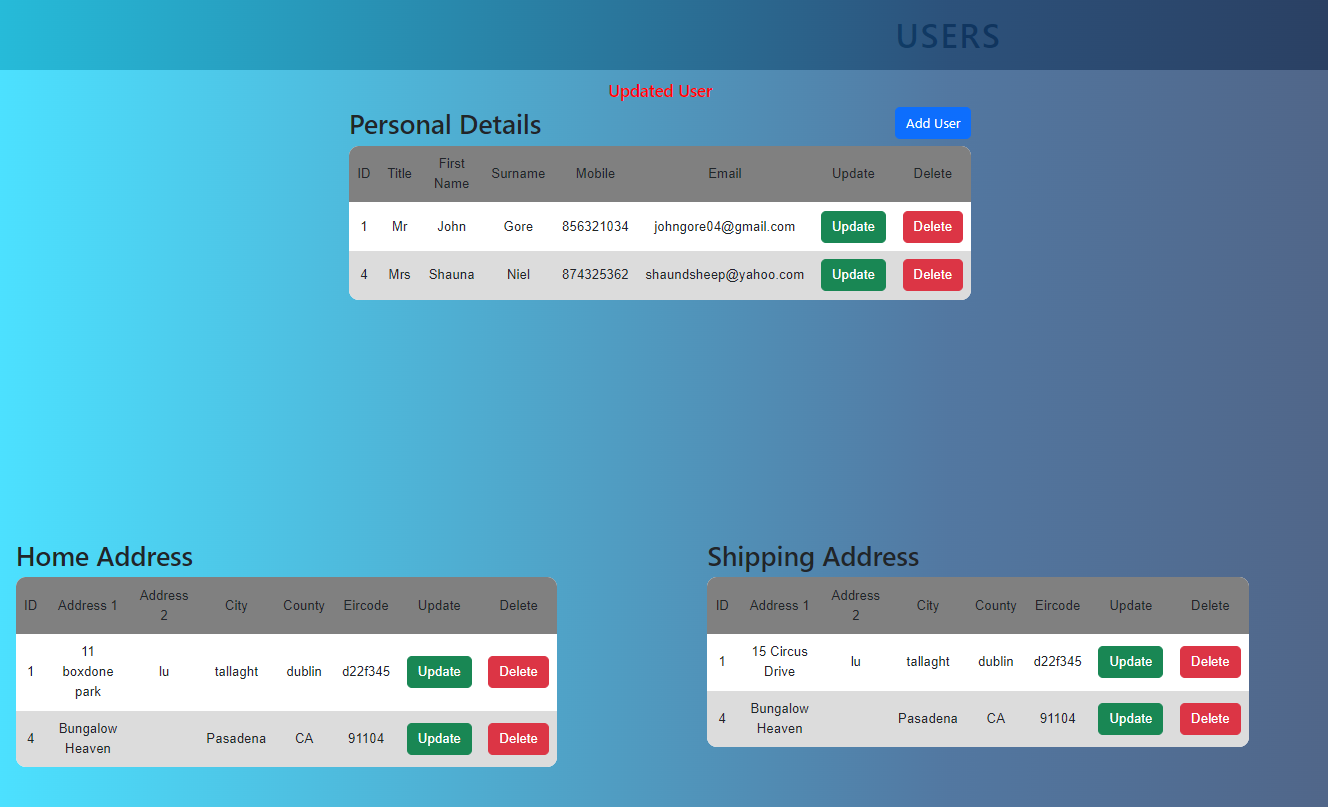 USERS
Updated User
Personal Details
Add User
ID Title First Name Surname Mobile Email Update Delete
1 Mr John Gore 856321034 johngore04@gmail.com Update Delete
4 Mrs Shauna Niel 874325362 shaundsheep@yahoo.com Update Delete
Home Address
ID Address 1 Address 2 City County Eircode Update Delete
1 11 boxdone park lu tallaght dublin d22f345 Update Delete
4 Bungalow Heaven Pasadena CA 91104 Update Delete
Shipping Address
ID Address 1 Address 2 City County Eircode Update Delete
1 15 Circus Drive lu tallaght dublin d22f345 Update Delete
4 Bungalow Heaven Pasadena CA 91104 Update Delete